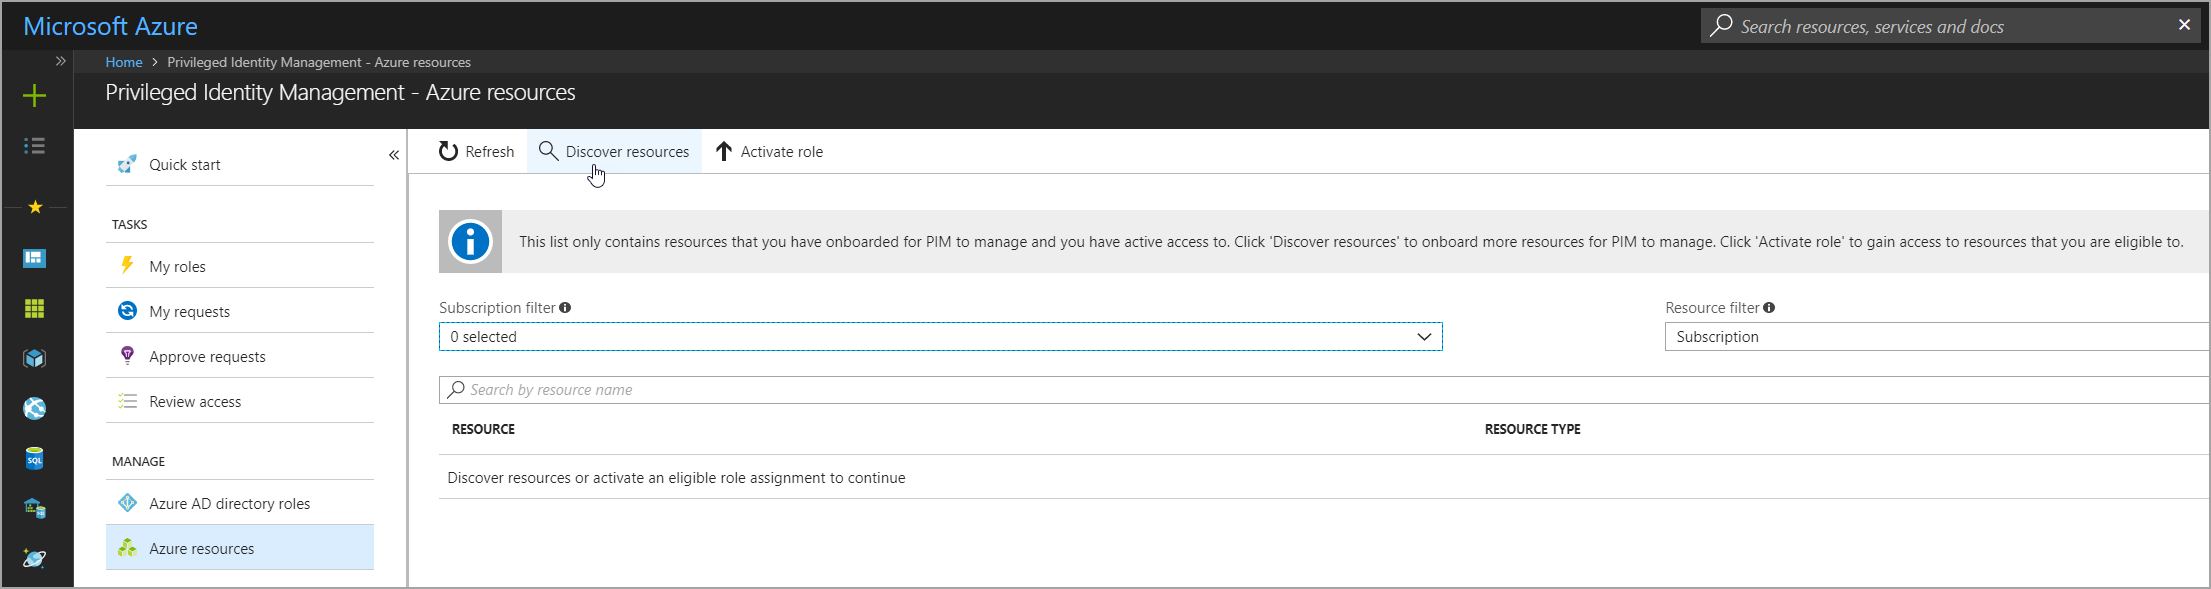 Microsoft Azure
Search resources, services and docs
Home > Privileged Identity Management - Azure resources
Privileged Identity Management - Azure resources
Quick start
TASKS
My roles
My requests
Approve requests
Review access
MANAGE
Azure AD directory roles
Azure resources
Refresh
Discover resources
Activate role
This list only contains resources that you have onboarded for PIM to manage and you have active access to. Click 'Discover resources' to onboard more resources for PIM to manage. Click 'Activate role' to gain access to resources that you are eligible to.
Subscription filter
0 selected
Resource filter
Subscription
Search by resource name
RESOURCE
RESOURCE TYPE
Discover resources or activate an eligible role assignment to continue
SQL